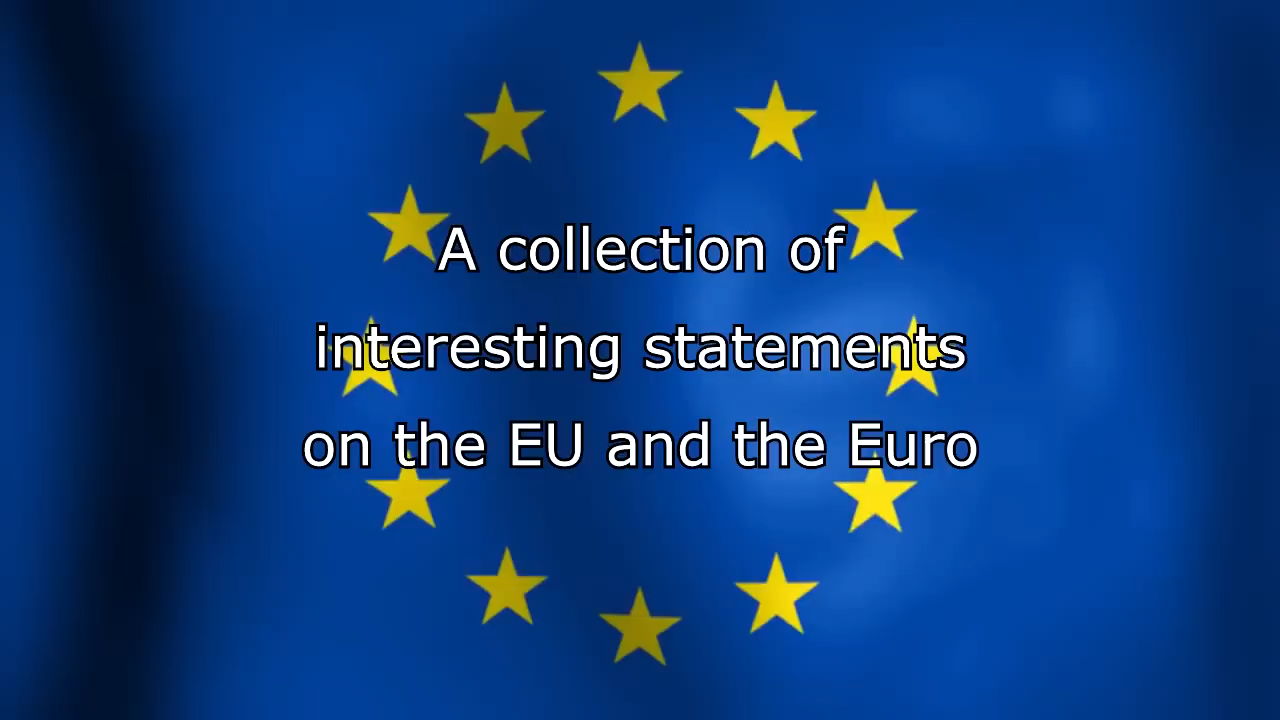 A collection of
interesting statements
on the EU and the Euro